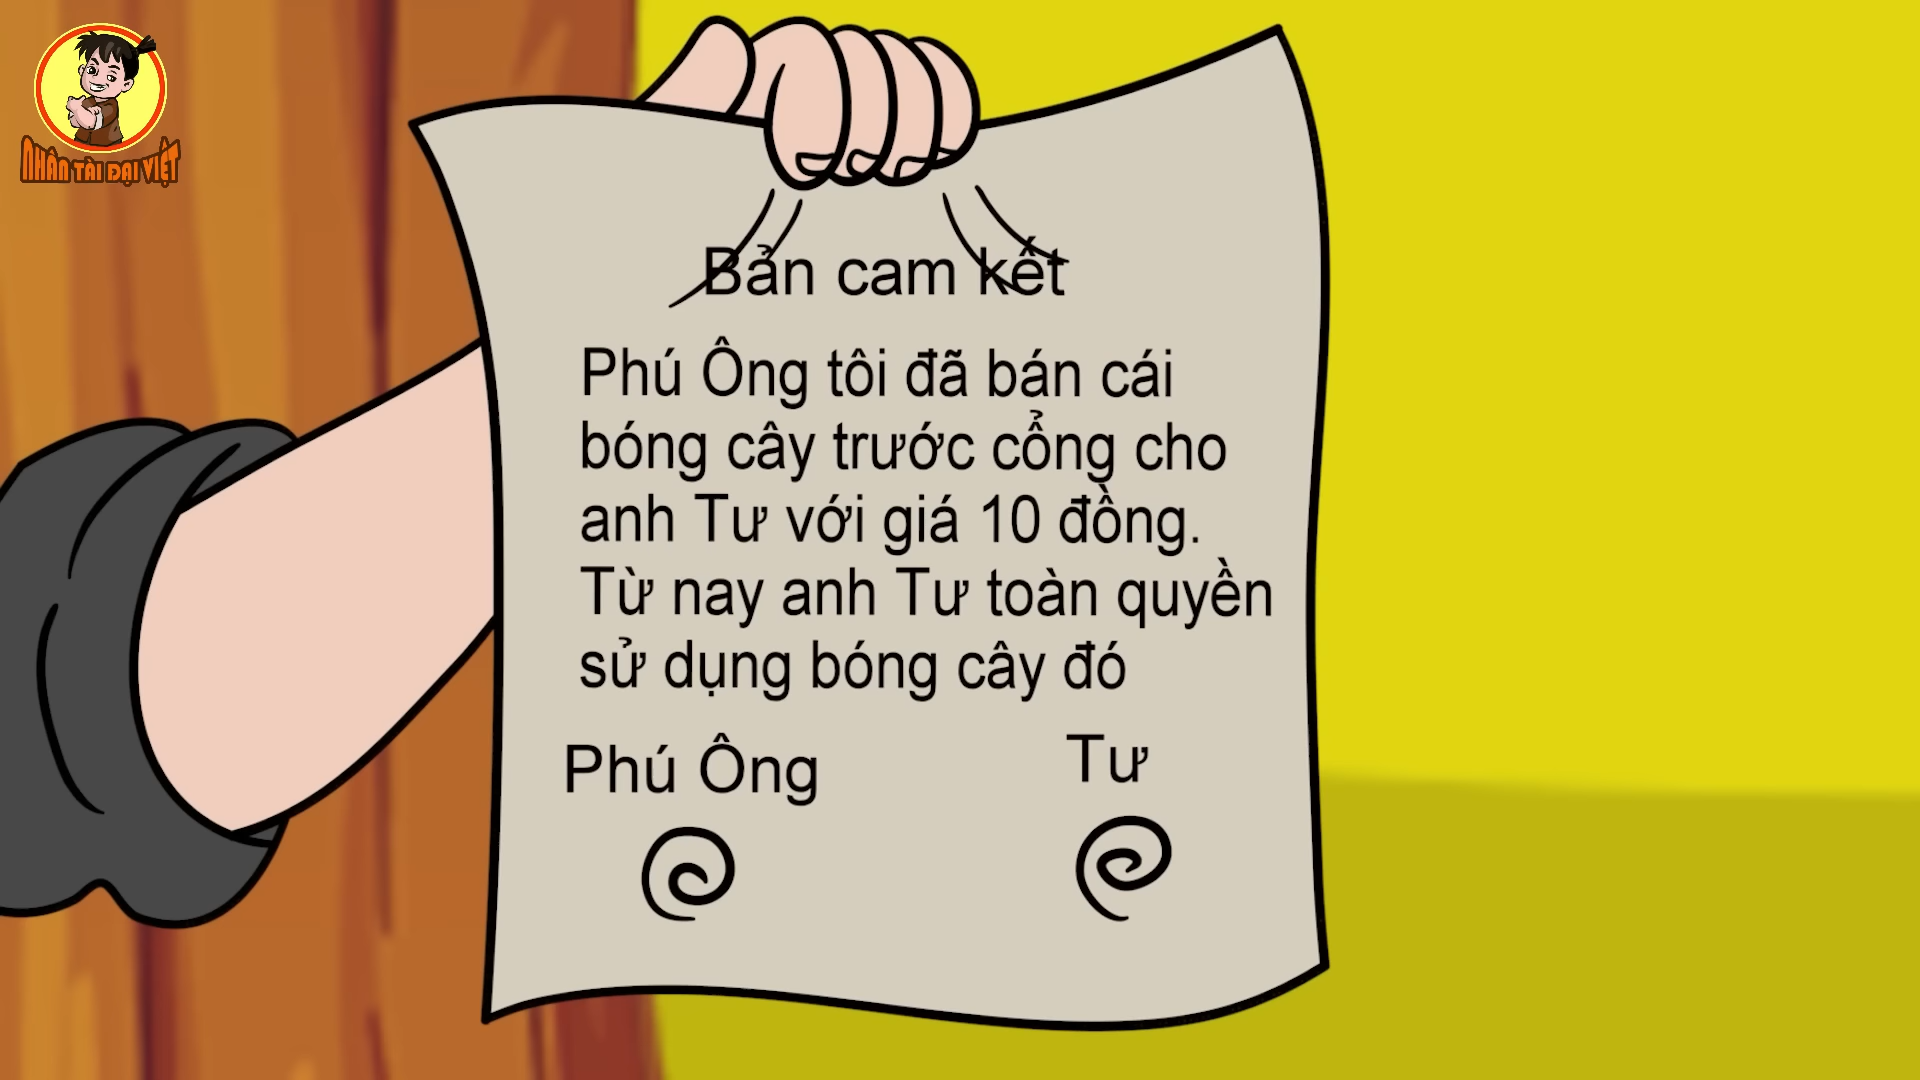 NHÂN TÀI ĐẠI VIỆT
Bản cam kết
Phú Ông tôi đã bán cái
bóng cây trước cổng cho
anh Tư với giá 10 đồng.
Từ nay anh Tư toàn quyền
sử dụng bóng cây đó
Phú Ông
Tư